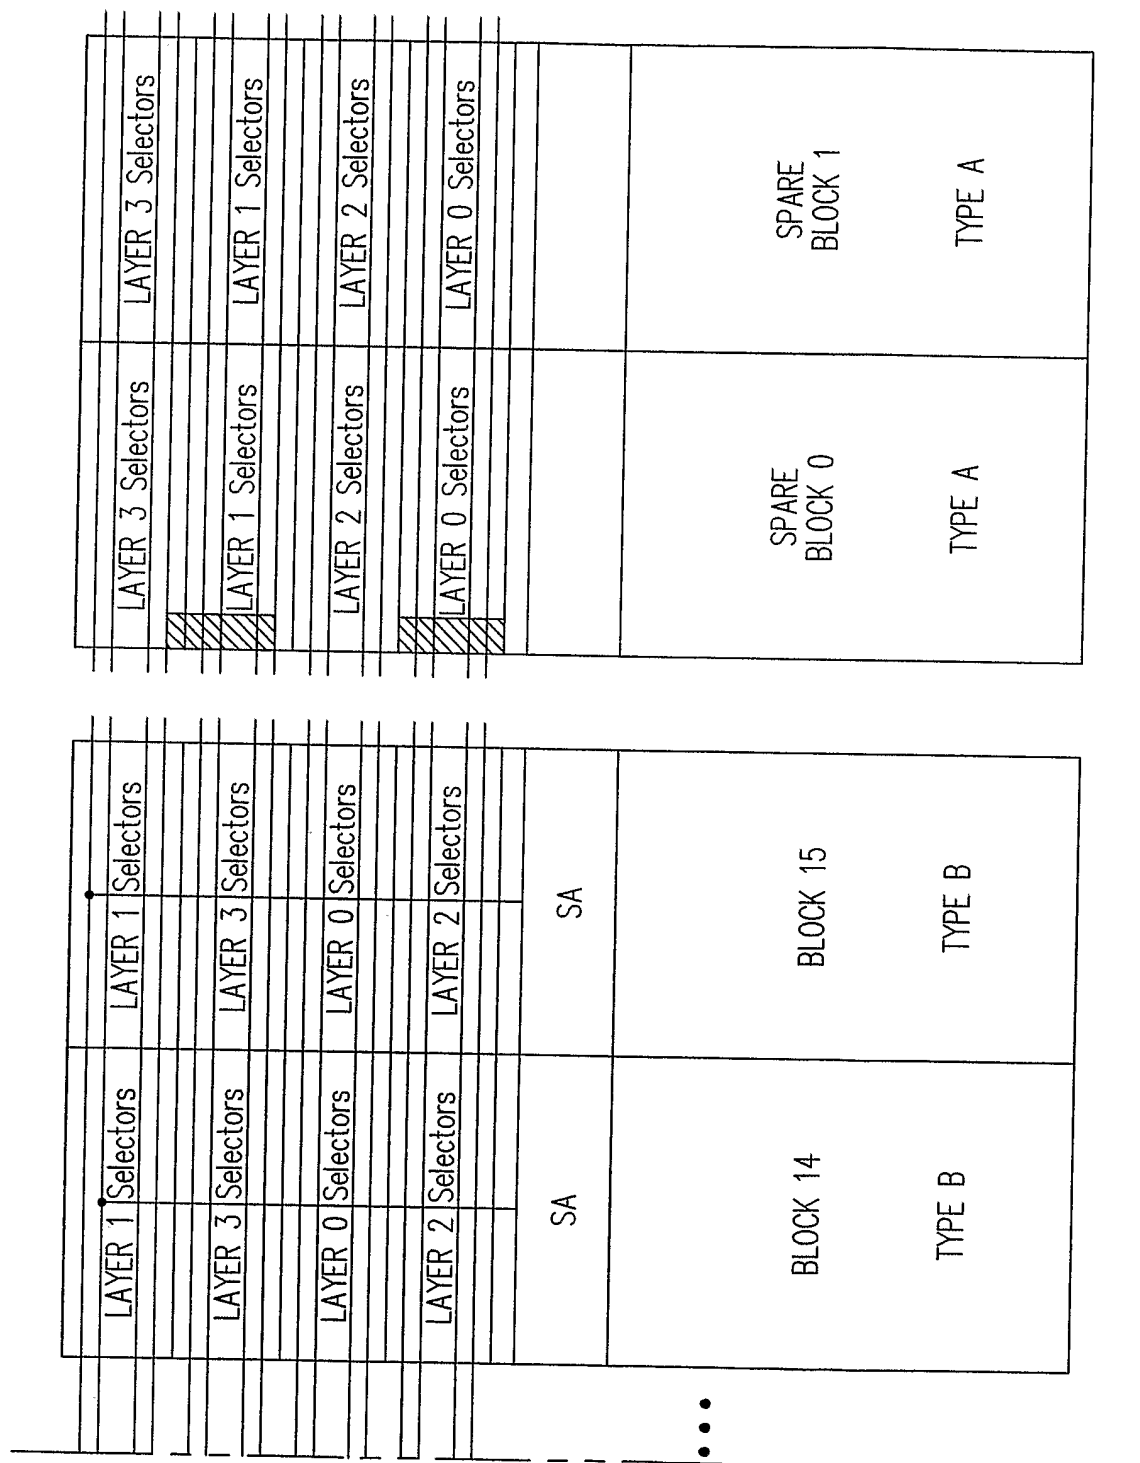 LAYER 1 Selectors
LAYER 3 Selectors
LAYER 0 Selectors
LAYER 2 Selectors
SA
BLOCK 14
TYPE B
LAYER 1 Selectors
LAYER 3 Selectors
LAYER 0 Selectors
LAYER 2 Selectors
SA
BLOCK 15
TYPE B
LAYER 3 Selectors
LAYER 1 Selectors
LAYER 2 Selectors
LAYER 0 Selectors
SPARE
BLOCK 0
TYPE A
LAYER 3 Selectors
LAYER 1 Selectors
LAYER 2 Selectors
LAYER 0 Selectors
SPARE
BLOCK 1
TYPE A